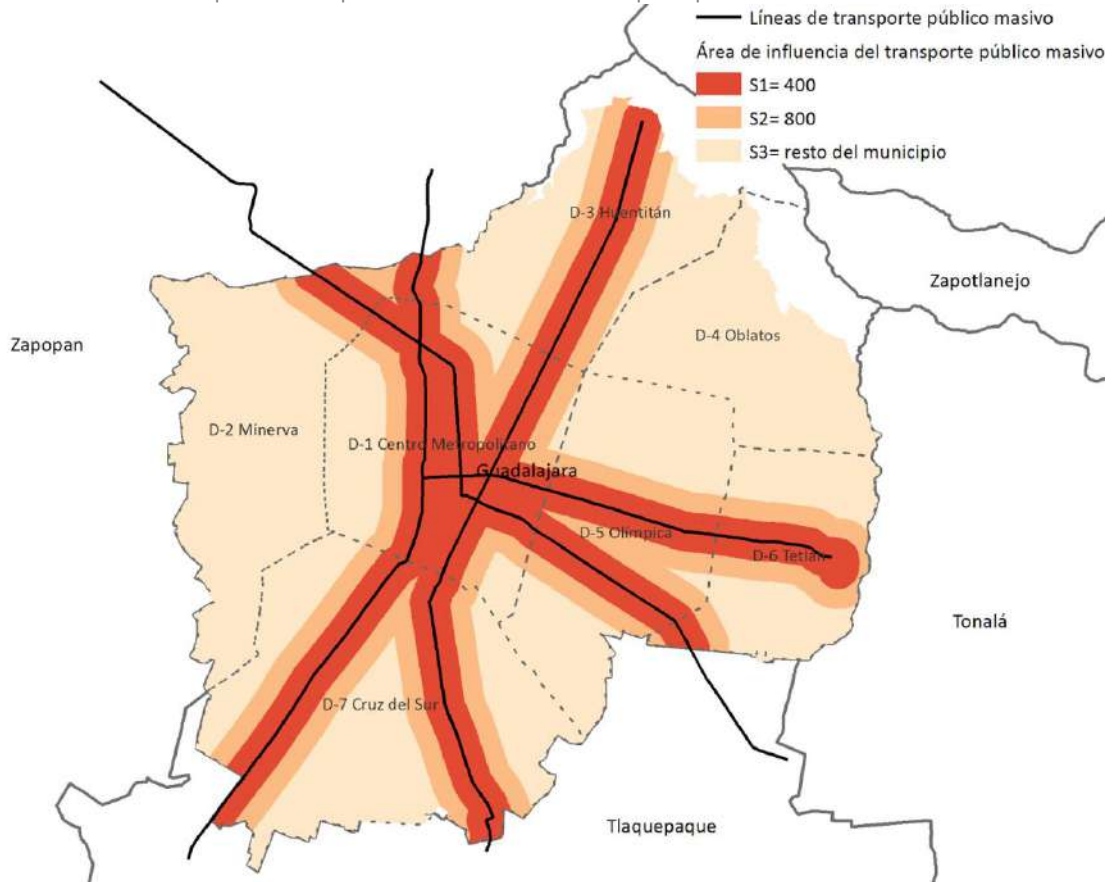 Líneas de transporte público masivo
Área de influencia del transporte público masivo
S1= 400
S2= 800
S3= resto del municipio
D-3 Huentitán
Zapotlanejo
D-4 Oblatos
Zapopan
D-2 Minerva
D-1 Centro Metropolitano
Guadalajara
D-5 Olímpica
D-6 Tetlán
Tonalá
D-7 Cruz del Sur
Tlaquepaque